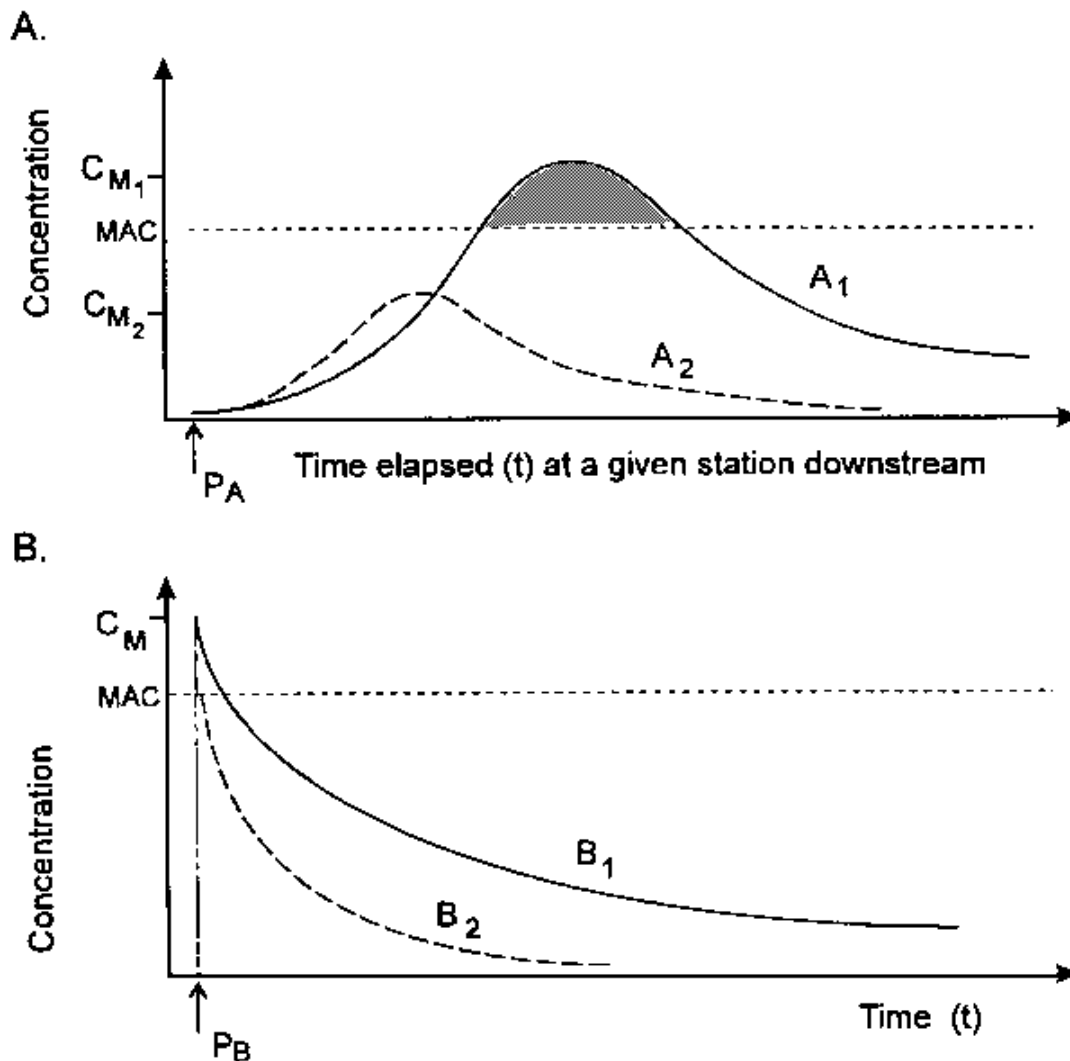 A.
Concentration
C_M1
MAC
C_M2
A_1
A_2
P_A
Time elapsed (t) at a given station downstream
B.
Concentration
C_M
MAC
B_1
B_2
P_B
Time (t)